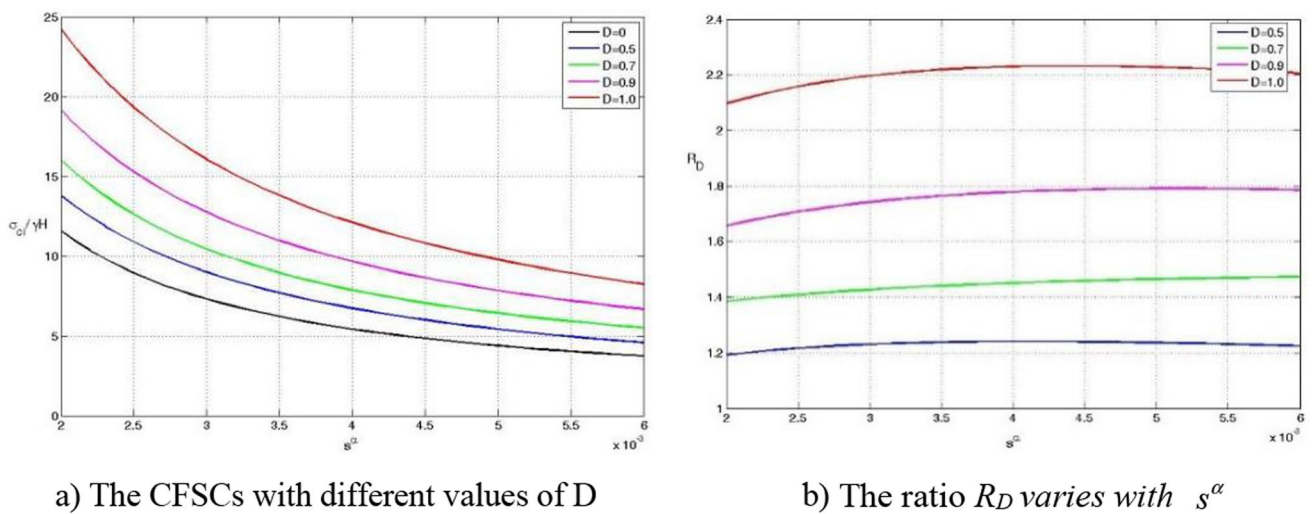 25
20
15
10
5
0
σci / γH
2
2.5
3
3.5
4
4.5
5
5.5
6
sα
x 10-3
D=0
D=0.5
D=0.7
D=0.9
D=1.0
a) The CFSCs with different values of D
2.4
2.2
2
1.8
1.6
1.4
1.2
1
RD
2
2.5
3
3.5
4
4.5
5
5.5
6
sα
x 10-3
D=0.5
D=0.7
D=0.9
D=1.0
b) The ratio RD varies with sα